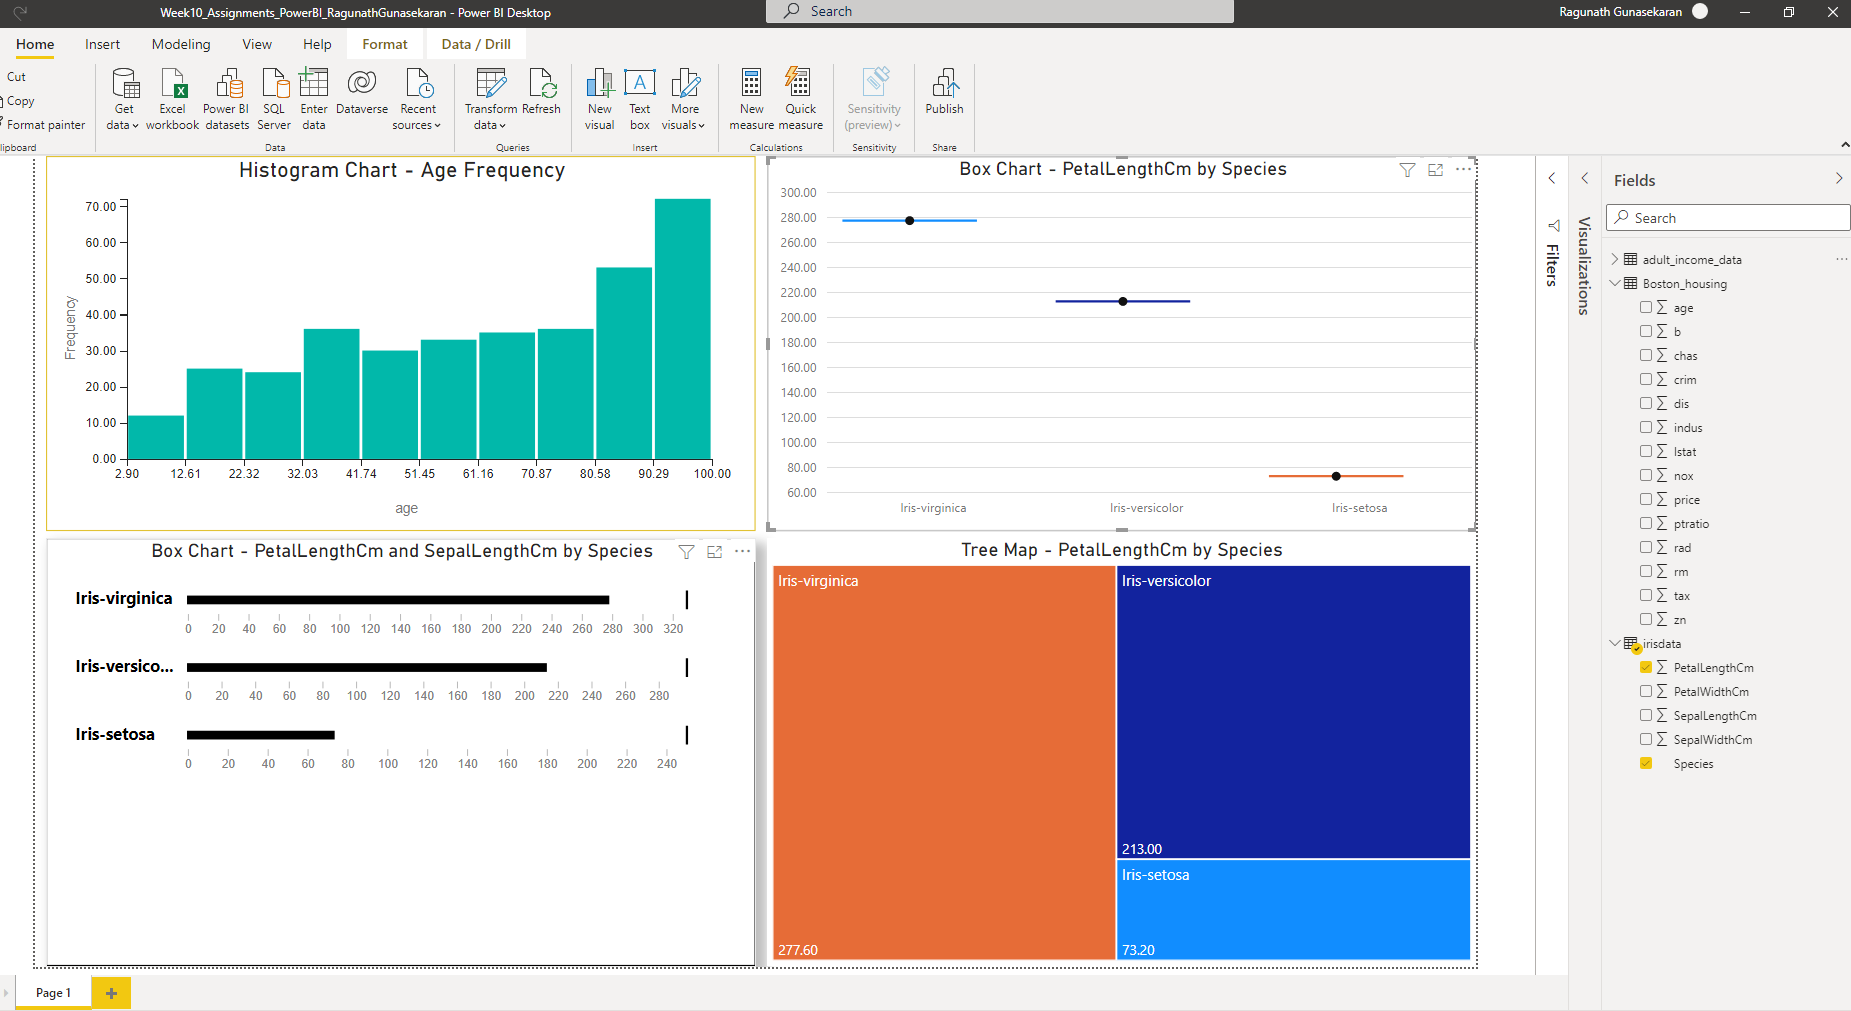 Week10_Assignments_PowerBI_RagunathGunasekaran - Power BI Desktop
Search
Ragunath Gunasekaran
Home Insert Modeling View Help Format Data / Drill
Cut
Copy
Format painter
lipboard
Get data
Excel workbook
Power BI datasets
SQL Server
Enter data
Dataverse
Recent sources
Data
Transform data
Refresh
Queries
New visual
Text box
More visuals
Insert
New measure
Quick measure
Calculations
Sensitivity (preview)
Sensitivity
Publish
Share
Histogram Chart - Age Frequency
70.00
60.00
50.00
40.00
30.00
20.00
10.00
0.00
Frequency
2.90 12.61 22.32 32.03 41.74 51.45 61.16 70.87 80.58 90.29 100.00
age
Box Chart - PetalLengthCm by Species
300.00
280.00
260.00
240.00
220.00
200.00
180.00
160.00
140.00
120.00
100.00
80.00
60.00
Iris-virginica Iris-versicolor Iris-setosa
Box Chart - PetalLengthCm and SepalLengthCm by Species
Iris-virginica
0 20 40 60 80 100 120 140 160 180 200 220 240 260 280 300 320
Iris-versico...
0 20 40 60 80 100 120 140 160 180 200 220 240 260 280
Iris-setosa
0 20 40 60 80 100 120 140 160 180 200 220 240
Tree Map - PetalLengthCm by Species
Iris-virginica
277.60
Iris-versicolor
213.00
Iris-setosa
73.20
Filters
Visualizations
Fields
Search
adult_income_data
Boston_housing
age
b
chas
crim
dis
indus
lstat
nox
price
ptratio
rad
rm
tax
zn
irisdata
PetalLengthCm
PetalWidthCm
SepalLengthCm
SepalWidthCm
Species
Page 1